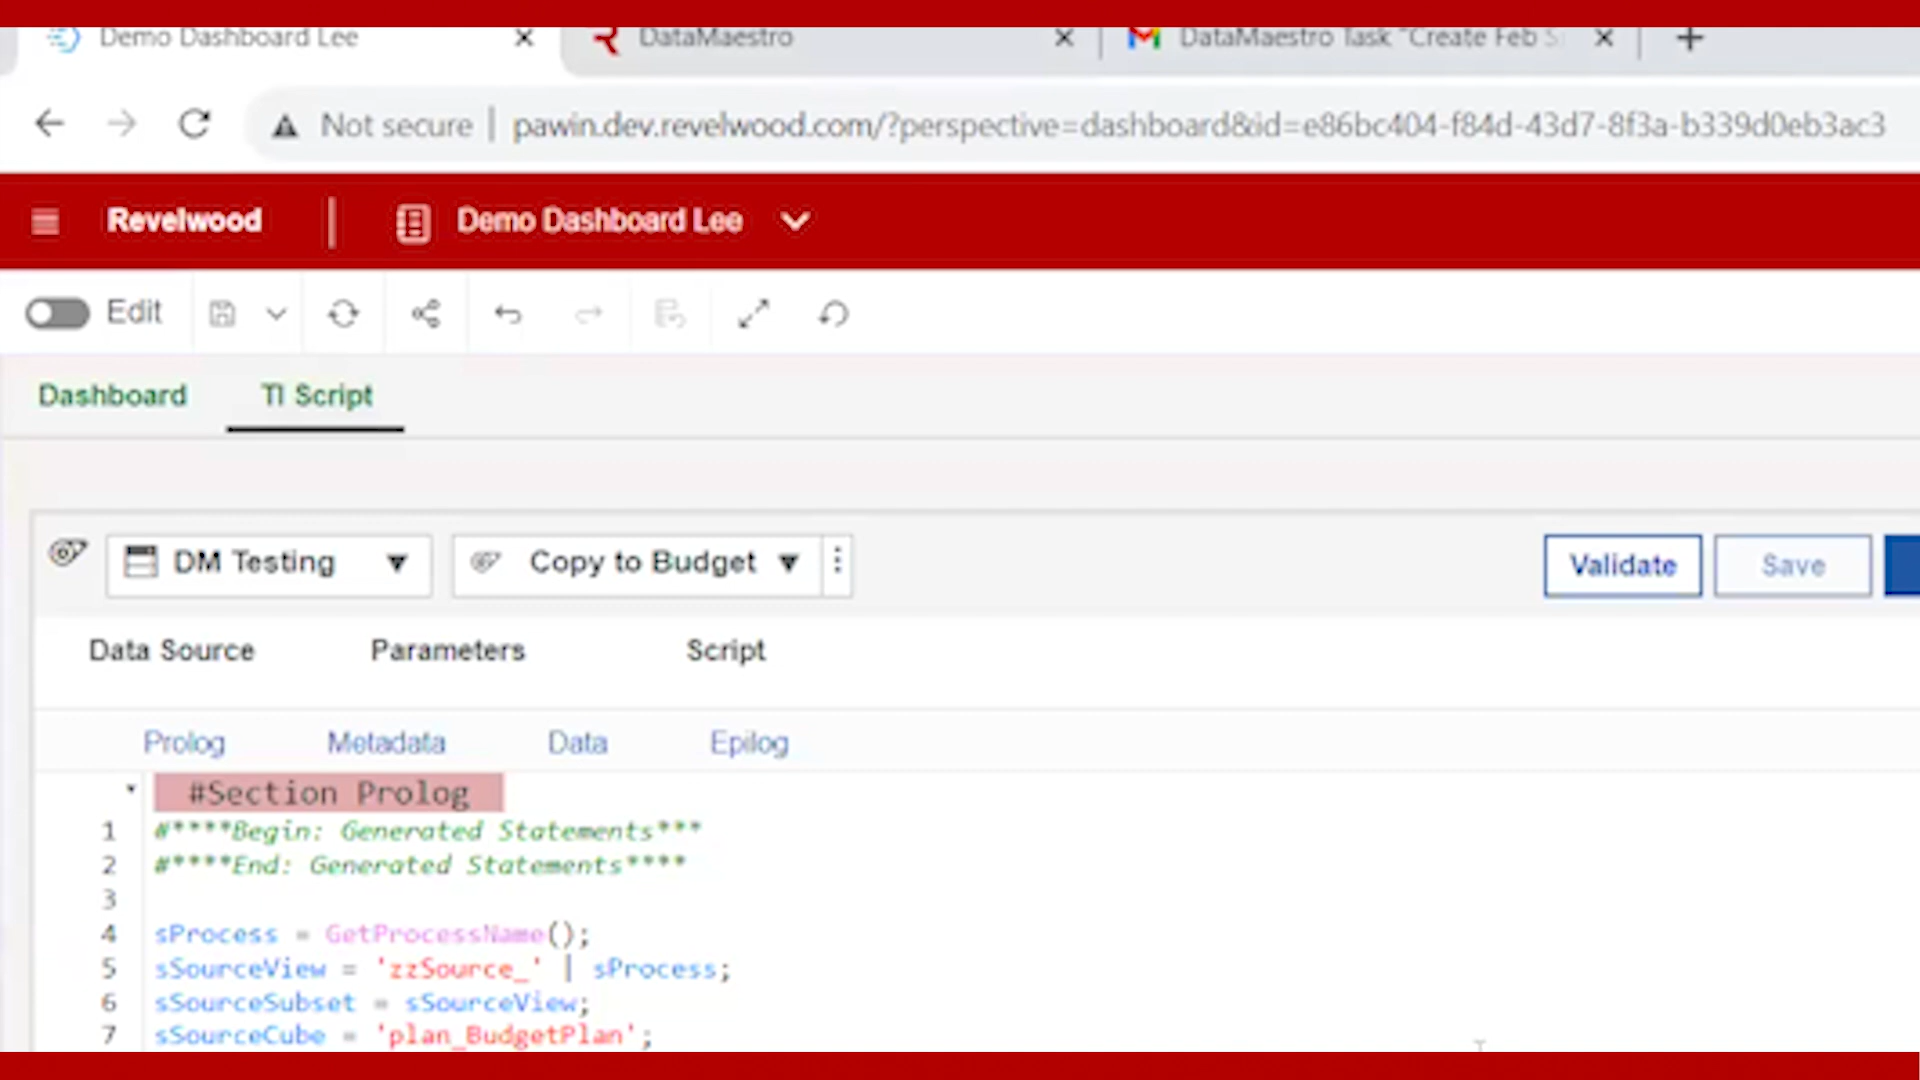 Demo Dashboard Lee
DataMaestro
DataMaestro Task "Create Feb S
Not secure | pawin.dev.revelwood.com/?perspective=dashboard&id=e86bc404-f84d-43d7-8f3a-b339d0eb3ac3
Revelwood | Demo Dashboard Lee
Edit
Dashboard TI Script
DM Testing Copy to Budget Validate Save
Data Source Parameters Script
Prolog Metadata Data Epilog
#Section Prolog
1 #****Begin: Generated Statements***
2 #****End: Generated Statements****
3
4 sProcess = GetProcessName();
5 sSourceView = 'zzSource_' | sProcess;
6 sSourceSubset = sSourceView;
7 sSourceCube = 'plan_BudgetPlan';